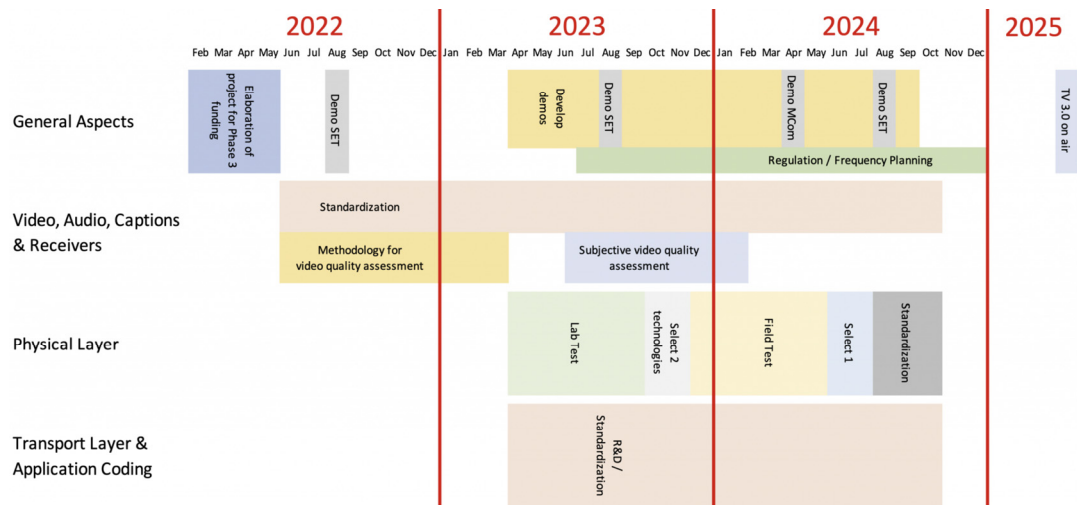 2022
2023
2024
2025
Feb Mar Apr May Jun Jul Aug Sep Oct Nov Dec Jan Feb Mar Apr May Jun Jul Aug Sep Oct Nov Dec Jan Feb Mar Apr May Jun Jul Aug Sep Oct Nov Dec
General Aspects
Elaboration of
project for Phase 3
funding
Demo SET
Develop
demos
Demo SET
Demo MCom
Demo SET
TV 3.0 on air
Regulation / Frequency Planning
Video, Audio, Captions
& Receivers
Standardization
Methodology for
video quality assessment
Subjective video quality
assessment
Physical Layer
Lab Test
Select 2
technologies
Field Test
Select 1
Standardization
Transport Layer &
Application Coding
R&D /
Standardization